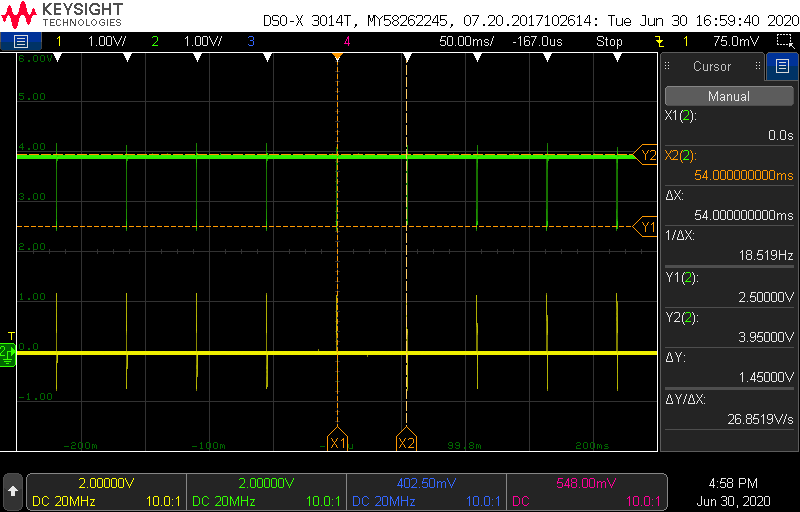 KEYSIGHT
TECHNOLOGIES
DSO-X 3014T, MY58262245, 07.20.2017102614: Tue Jun 30 16:59:40 2020
1 1.00V/ 2 1.00V/ 3 4 50.00ms/ -167.0us Stop 1 75.0mV
6.00V
5.00
4.00
3.00
2.00
1.00
0.0
-1.00
Y2
Y1
T
2
-200ms -100ms 99.8ms 200ms
X1 X2
Cursor
Manual
X1(2):
0.0s
X2(2):
54.000000000ms
ΔX:
54.000000000ms
1/ΔX:
18.519Hz
Y1(2):
2.50000V
Y2(2):
3.95000V
ΔY:
1.45000V
ΔY/ΔX:
26.8519V/s
2.00000V 2.00000V 402.50mV 548.00mV
DC 20MHz 10.0:1 DC 20MHz 10.0:1 DC 20MHz 10.0:1 DC 10.0:1
4:58 PM
Jun 30, 2020